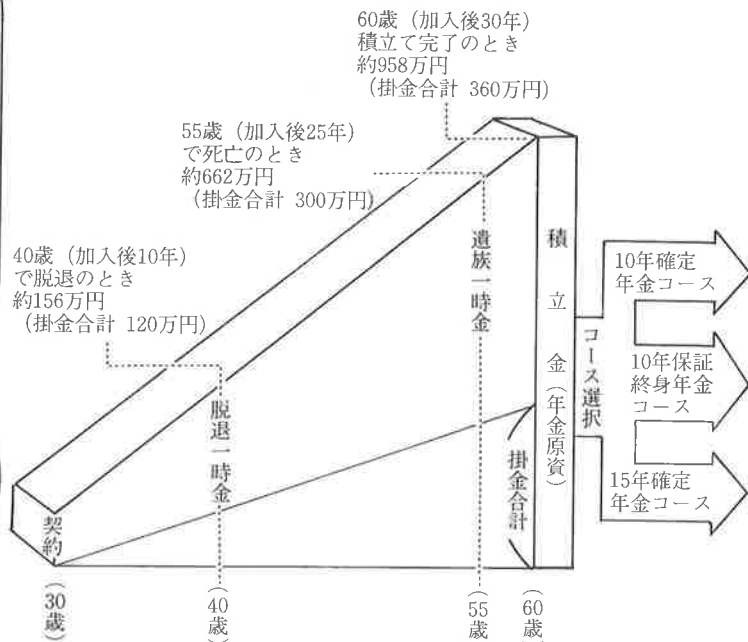 60歳（加入後30年）
積立て完了のとき
約958万円
（掛金合計 360万円）
55歳（加入後25年）
で死亡のとき
約662万円
（掛金合計 300万円）
40歳（加入後10年）
で脱退のとき
約156万円
（掛金合計 120万円）
契約
脱退一時金
遺族一時金
掛金合計
積立金（年金原資）
コース選択
10年確定
年金コース
10年保証
終身年金
コース
15年確定
年金コース
（30歳）
（40歳）
（55歳
（60歳